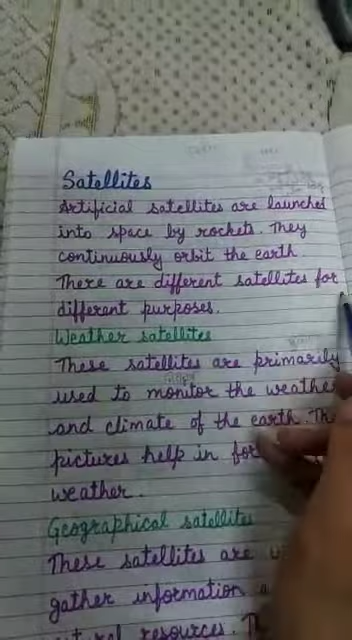 Satellites
Artificial satellites are launched
into space by rockets. They
continuously orbit the earth
There are different satellites for
different purposes.
Weather satellites
These satellites are primarily
used to monitor the weather
and climate of the earth. The
pictures help in for
weather.
Geographical satellites
These satellites are
gather information
resources.